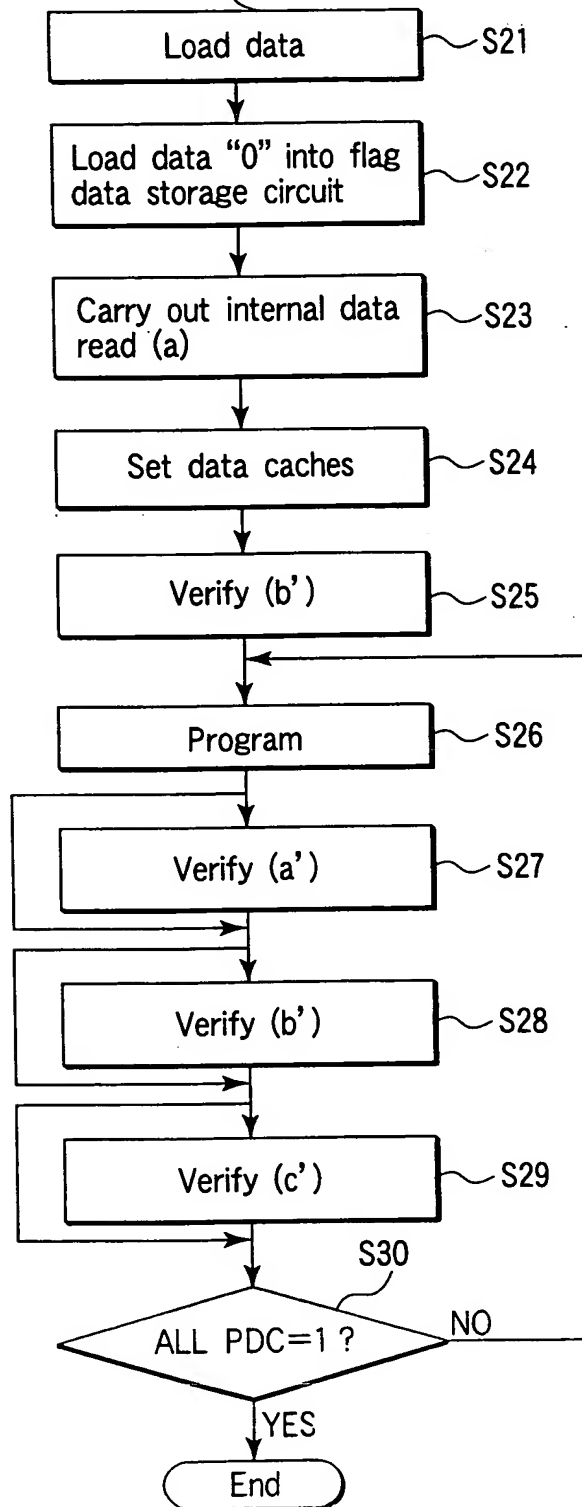 Load data
S21
Load data “0” into flag
data storage circuit
S22
Carry out internal data
read (a)
S23
Set data caches
S24
Verify (b’)
S25
Program
S26
Verify (a’)
S27
Verify (b’)
S28
Verify (c’)
S29
S30
ALL PDC=1 ?
NO
YES
End